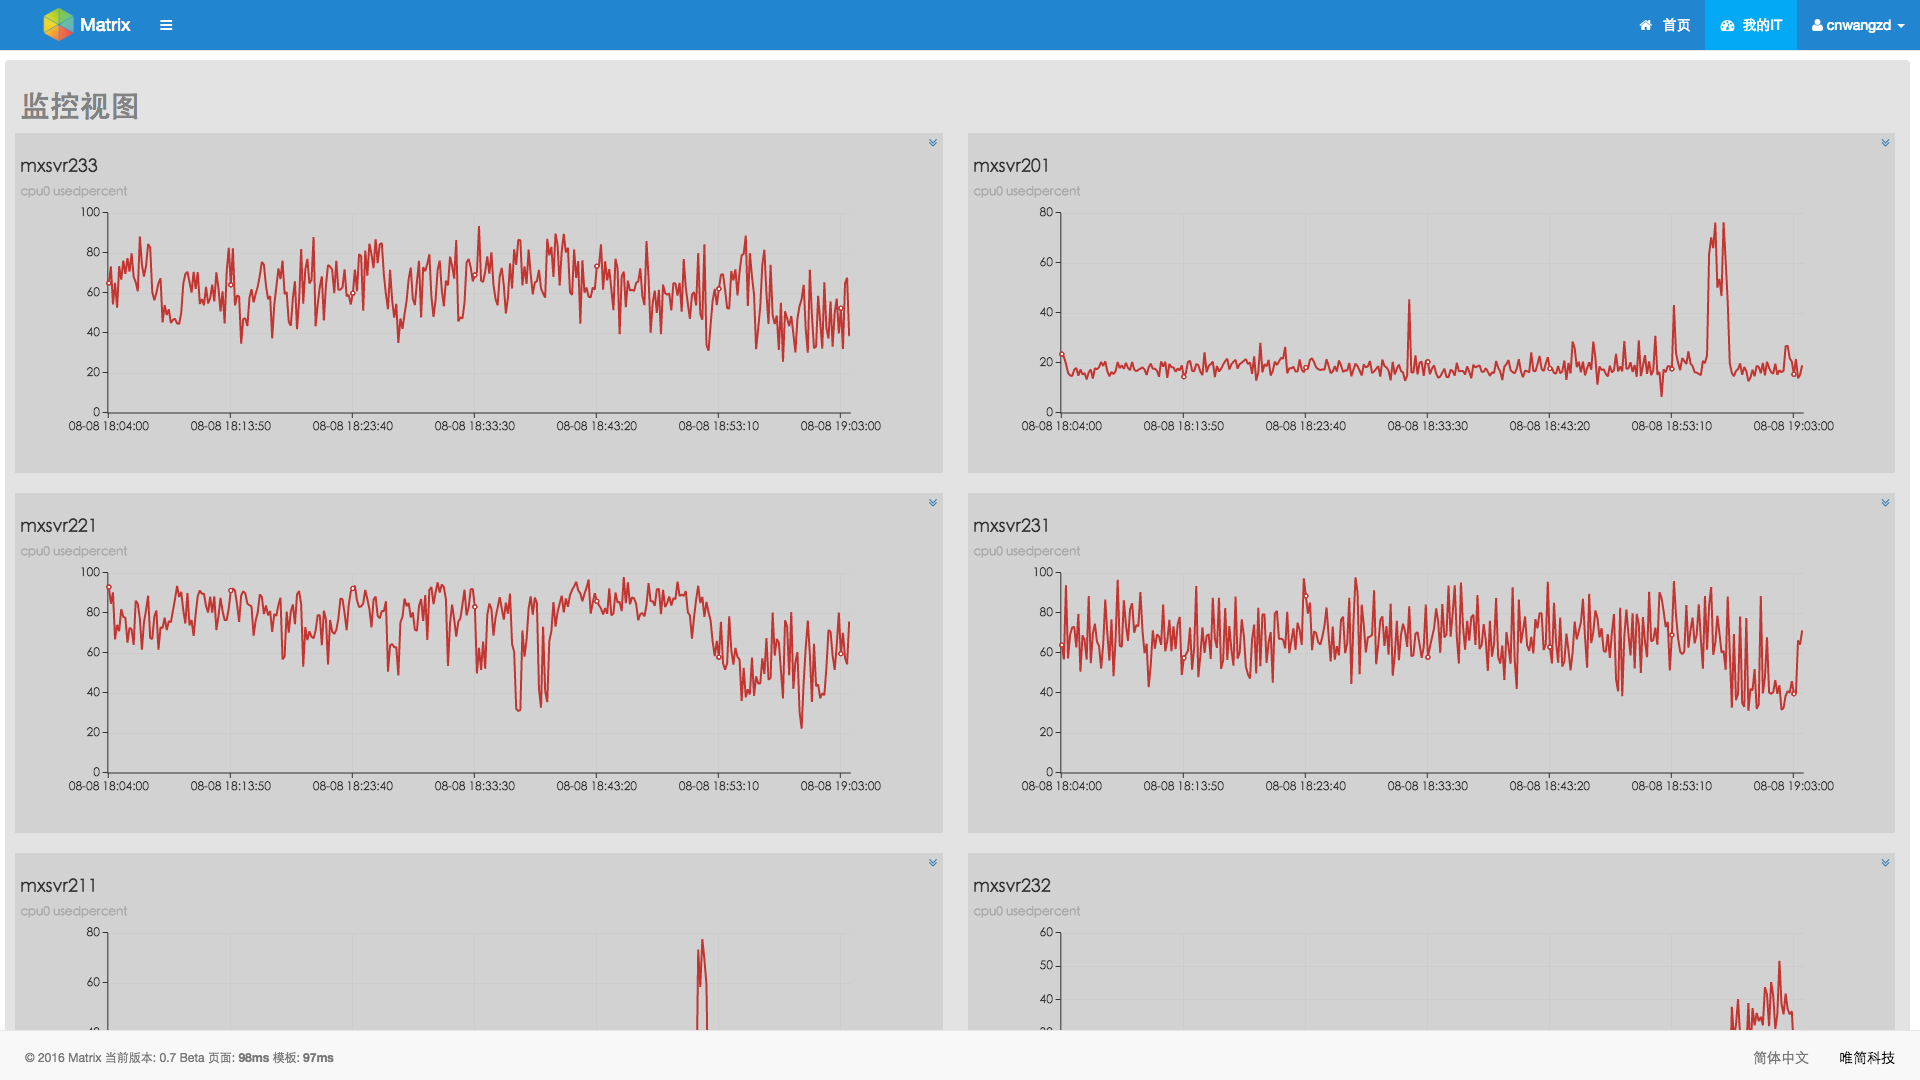 Matrix
首页
我的IT
cnwangzd
监控视图
mxsvr233
cpu0 usedpercent
100
80
60
40
20
0
08-08 18:04:00 08-08 18:13:50 08-08 18:23:40 08-08 18:33:30 08-08 18:43:20 08-08 18:53:10 08-08 19:03:00
mxsvr201
cpu0 usedpercent
80
60
40
20
0
08-08 18:04:00 08-08 18:13:50 08-08 18:23:40 08-08 18:33:30 08-08 18:43:20 08-08 18:53:10 08-08 19:03:00
mxsvr221
cpu0 usedpercent
100
80
60
40
20
0
08-08 18:04:00 08-08 18:13:50 08-08 18:23:40 08-08 18:33:30 08-08 18:43:20 08-08 18:53:10 08-08 19:03:00
mxsvr231
cpu0 usedpercent
100
80
60
40
20
0
08-08 18:04:00 08-08 18:13:50 08-08 18:23:40 08-08 18:33:30 08-08 18:43:20 08-08 18:53:10 08-08 19:03:00
mxsvr211
cpu0 usedpercent
80
60
mxsvr232
cpu0 usedpercent
60
50
40
© 2016 Matrix 当前版本: 0.7 Beta 页面: 98ms 模板: 97ms
简体中文
唯简科技